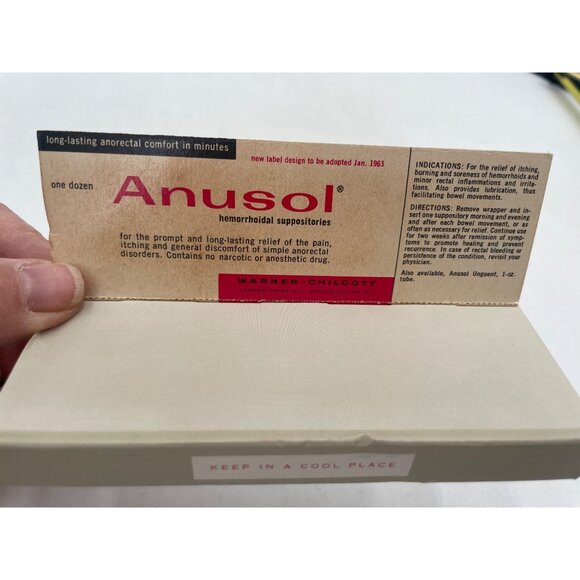 long-lasting anorectal comfort in minutes
new label design to be adopted Jan. 1963
one dozen
Anusol®
hemorrhoidal suppositories
for the prompt and long-lasting relief of the pain,
itching and general discomfort of simple anorectal
disorders. Contains no narcotic or anesthetic drug.
WARNER-CHILCOTT
INDICATIONS: For the relief of itching,
burning and soreness of hemorrhoids and
minor rectal inflammations and irrita-
tions. Also provides lubrication, thus
facilitating bowel movements.
DIRECTIONS: Remove wrapper and in-
sert one suppository morning and evening
and after each bowel movement, or as
often as necessary for relief. Continue use
for two weeks after remission of symp-
toms to promote healing and prevent
recurrence. In case of rectal bleeding or
persistence of the condition, revisit your
physician.
Also available, Anusol Unguent, 1-oz.
tube.
KEEP IN A COOL PLACE